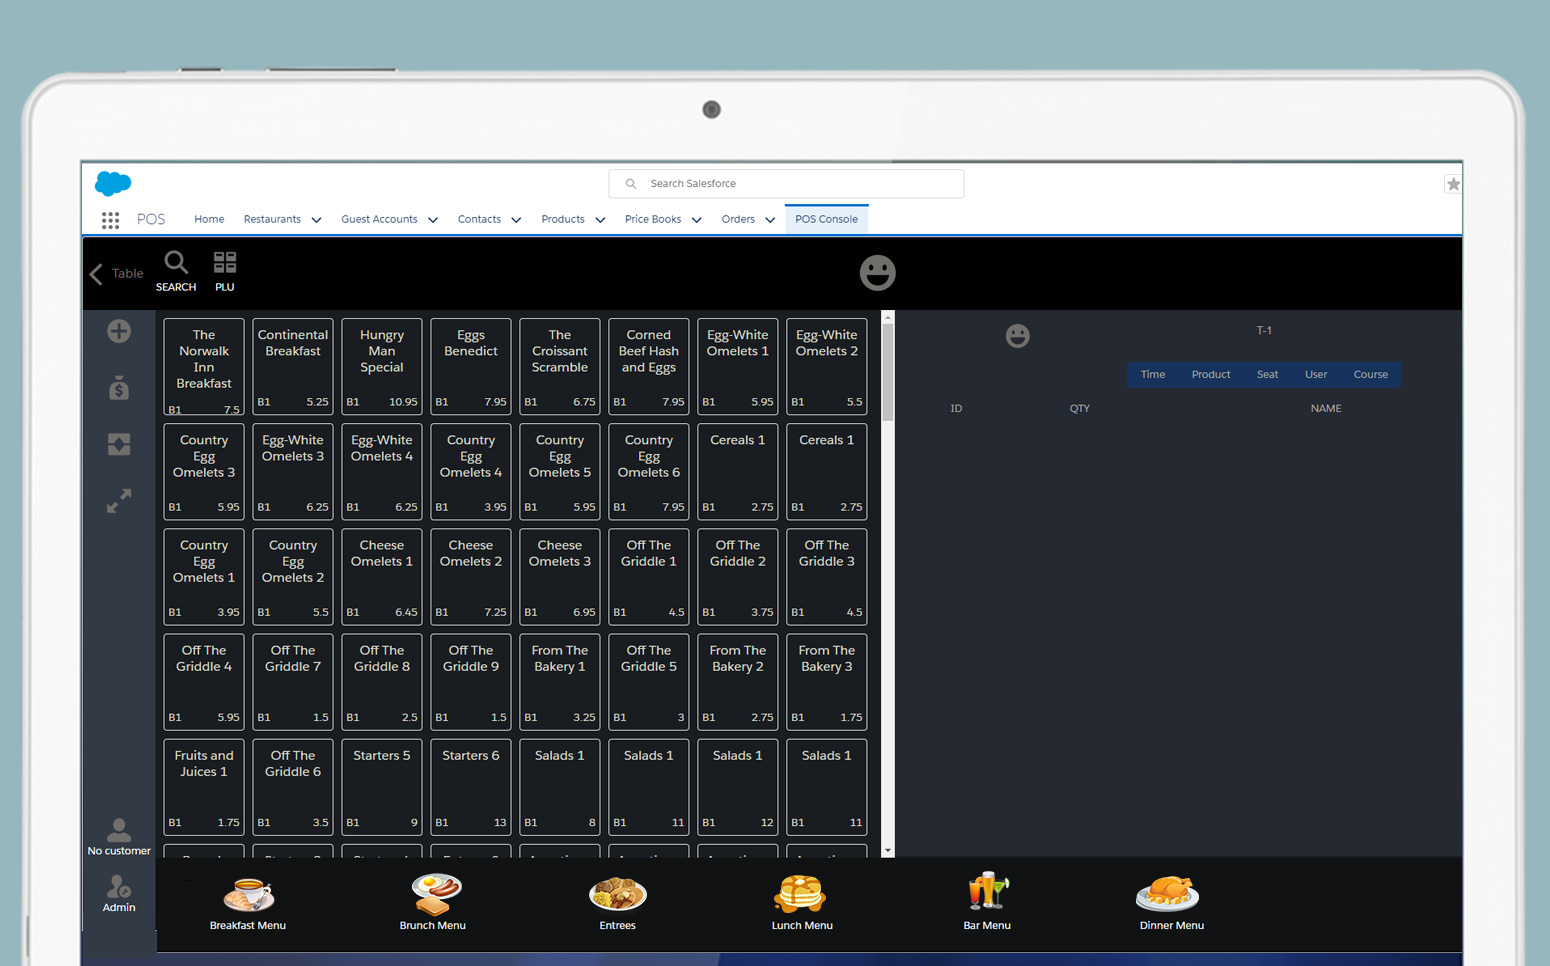 Search Salesforce
POS
Home
Restaurants
Guest Accounts
Contacts
Products
Price Books
Orders
POS Console
Table
SEARCH
PLU
The
Norwalk
Inn
Breakfast
B1 7.5
Continental
Breakfast
B1 5.25
Hungry
Man
Special
B1 10.95
Eggs
Benedict
B1 7.95
The
Croissant
Scramble
B1 6.75
Corned
Beef Hash
and Eggs
B1 7.95
Egg-White
Omelets 1
B1 5.95
Egg-White
Omelets 2
B1 5.5
Country
Egg
Omelets 3
B1 5.95
Egg-White
Omelets 3
B1 6.25
Egg-White
Omelets 4
B1 6.25
Country
Egg
Omelets 4
B1 3.95
Country
Egg
Omelets 5
B1 5.95
Country
Egg
Omelets 6
B1 7.95
Cereals 1
B1 2.75
Cereals 1
B1 2.75
Country
Egg
Omelets 1
B1 3.95
Country
Egg
Omelets 2
B1 5.5
Cheese
Omelets 1
B1 6.45
Cheese
Omelets 2
B1 7.25
Cheese
Omelets 3
B1 6.95
Off The
Griddle 1
B1 4.5
Off The
Griddle 2
B1 3.75
Off The
Griddle 3
B1 4.5
Off The
Griddle 4
B1 5.95
Off The
Griddle 7
B1 1.5
Off The
Griddle 8
B1 2.5
Off The
Griddle 9
B1 1.5
From The
Bakery 1
B1 3.25
Off The
Griddle 5
B1 3
From The
Bakery 2
B1 2.75
From The
Bakery 3
B1 1.75
Fruits and
Juices 1
B1 1.75
Off The
Griddle 6
B1 3.5
Starters 5
B1 9
Starters 6
B1 13
Salads 1
B1 8
Salads 1
B1 11
Salads 1
B1 12
Salads 1
B1 11
T-1
Time Product Seat User Course
ID QTY NAME
No customer
Admin
Breakfast Menu
Brunch Menu
Entrees
Lunch Menu
Bar Menu
Dinner Menu